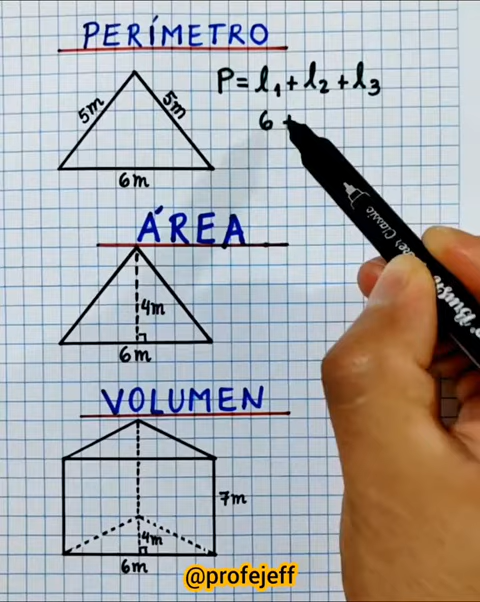 PERÍMETRO
P = l₁ + l₂ + l₃
5m
5m
6 +
6m
ÁREA
4m
6m
VOLUMEN
7m
4m
6m
@profejeff